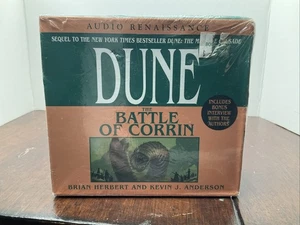 AUDIO RENAISSANCE
SEQUEL TO THE NEW YORK TIMES BESTSELLER DUNE: THE MACHINE CRUSADE
DUNE
THE
BATTLE
OF CORRIN
INCLUDES
BONUS
INTERVIEW
WITH THE
AUTHORS
BRIAN HERBERT AND KEVIN J. ANDERSON